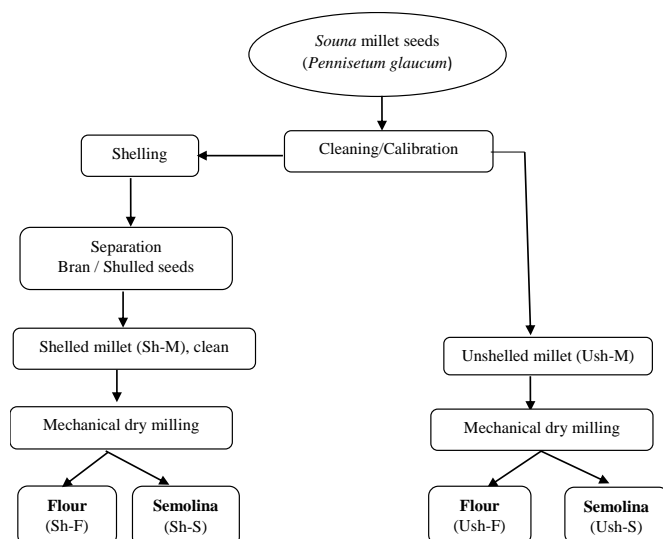 Souna millet seeds
(Pennisetum glaucum)
Shelling
Cleaning/Calibration
Separation
Bran / Shulled seeds
Shelled millet (Sh-M), clean
Unshelled millet (Ush-M)
Mechanical dry milling
Mechanical dry milling
Flour
(Sh-F)
Semolina
(Sh-S)
Flour
(Ush-F)
Semolina
(Ush-S)